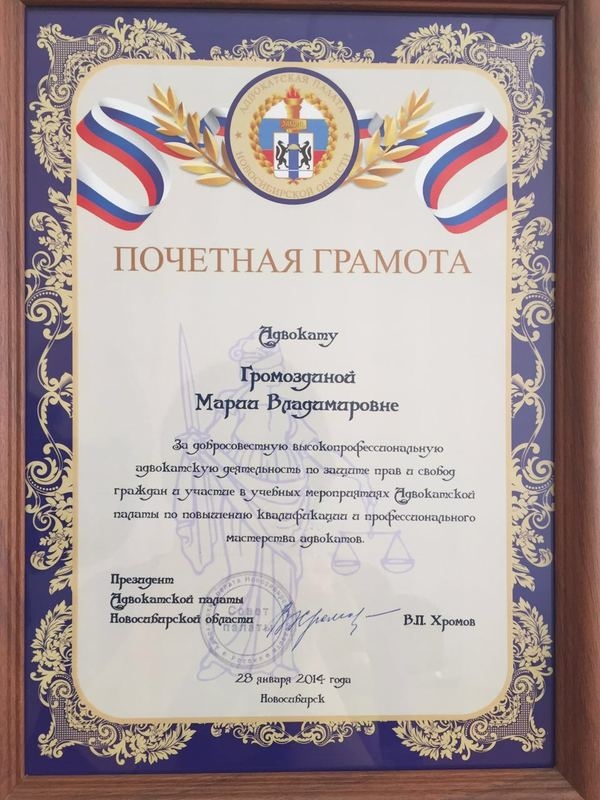 АДВОКАТСКАЯ ПАЛАТА
НОВОСИБИРСКОЙ ОБЛАСТИ
ПОЧЕТНАЯ ГРАМОТА
Адвокату
Громоздиной
Марии Владимировне
За добросовестную высокопрофессиональную
адвокатскую деятельность по защите прав и свобод
граждан и участие в учебных мероприятиях Адвокатской
палаты по повышению квалификации и профессионального
мастерства адвокатов.
Президент
Адвокатской палаты
Новосибирской области
В.П. Хромов
Совет
палаты
28 января 2014 года
Новосибирск